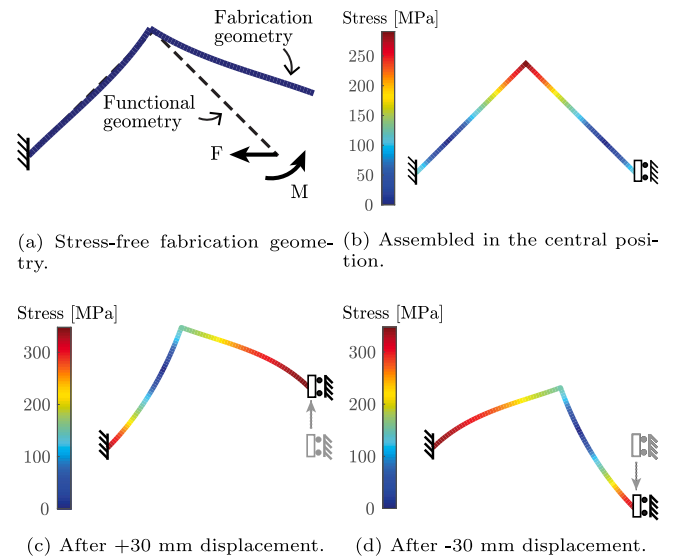 Fabrication
geometry
Functional
geometry
F
M
(a) Stress-free fabrication geome-
try.
Stress [MPa]
250
200
150
100
50
0
(b) Assembled in the central posi-
tion.
Stress [MPa]
300
200
100
0
(c) After +30 mm displacement.
Stress [MPa]
300
200
100
0
(d) After -30 mm displacement.